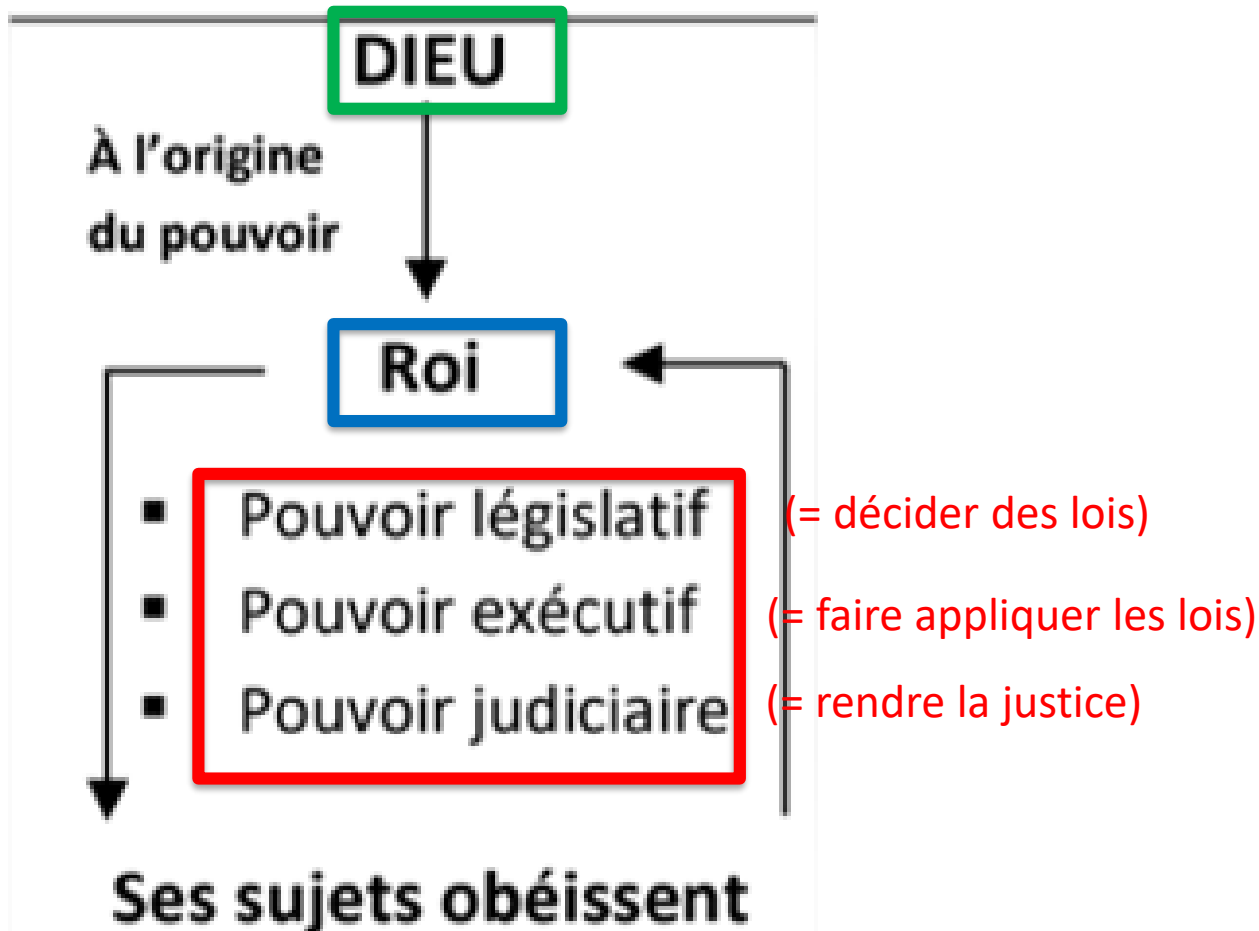 DIEU
À l'origine
du pouvoir
Roi
▪ Pouvoir législatif (= décider des lois)
▪ Pouvoir exécutif (= faire appliquer les lois)
▪ Pouvoir judiciaire (= rendre la justice)
Ses sujets obéissent